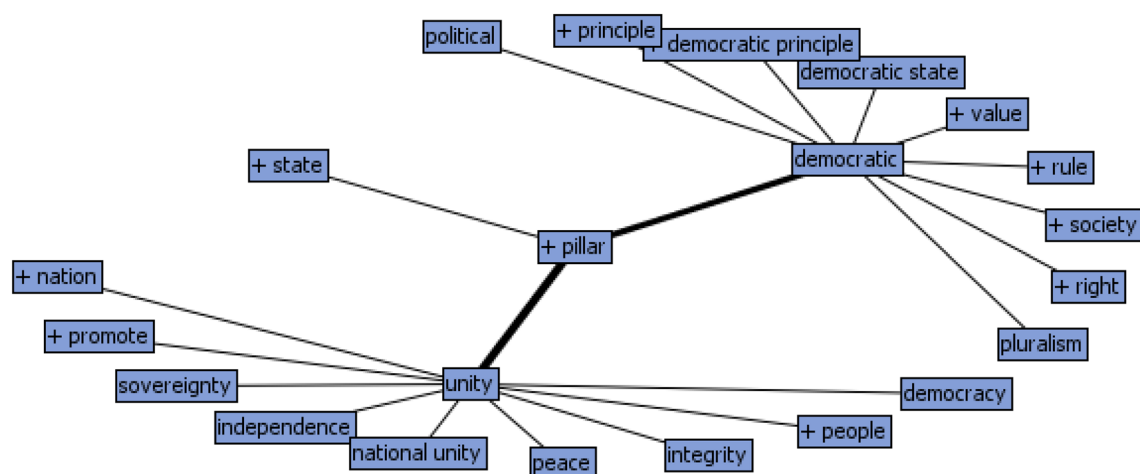 political
+ principle
+ democratic principle
democratic state
+ value
democratic
+ state
+ rule
+ society
+ pillar
+ nation
+ right
+ promote
pluralism
sovereignty
unity
democracy
independence
+ people
national unity
peace
integrity